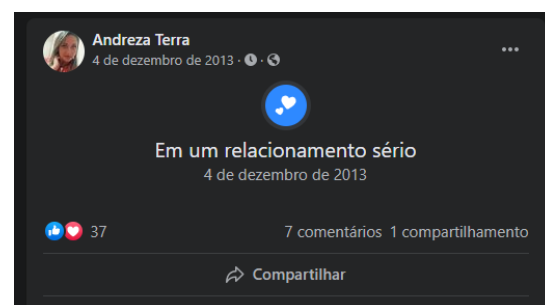 Andreza Terra
4 de dezembro de 2013
Em um relacionamento sério
4 de dezembro de 2013
37 7 comentários 1 compartilhamento
Compartilhar